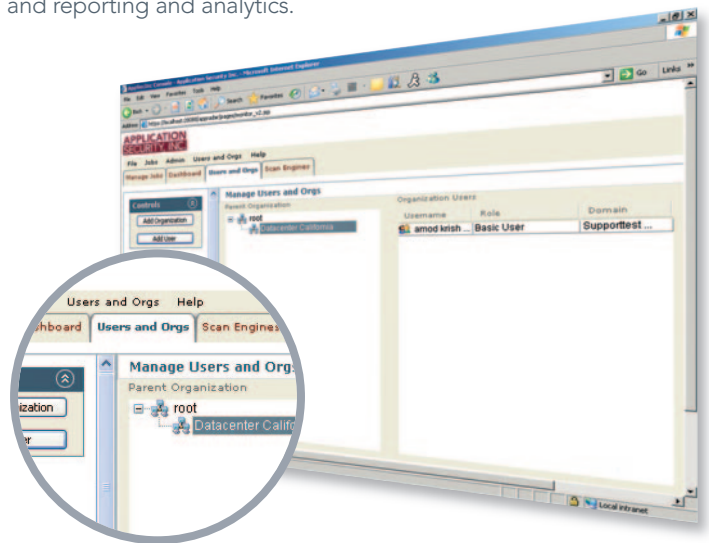 and reporting and analytics.
AppDetective Console - Application Security Inc. - Microsoft Internet Explorer
File Edit View Favorites Tools Help
Back Search Favorites
Address Go Links »
APPLICATION
SECURITY, INC.
File Jobs Admin Users and Orgs Help
Manage Jobs Dashboard Users and Orgs Scan Engines
Controls
Add Organization
Add User
Manage Users and Orgs
Parent Organization
root
Datacenter California
Organization Users
Username Role Domain
amod krish ... Basic User Supporttest ...
Users and Orgs Help
hboard Users and Orgs Scan Engines
ization
er
Manage Users and Orgs
Parent Organization
root
Datacenter Califo
Local intranet